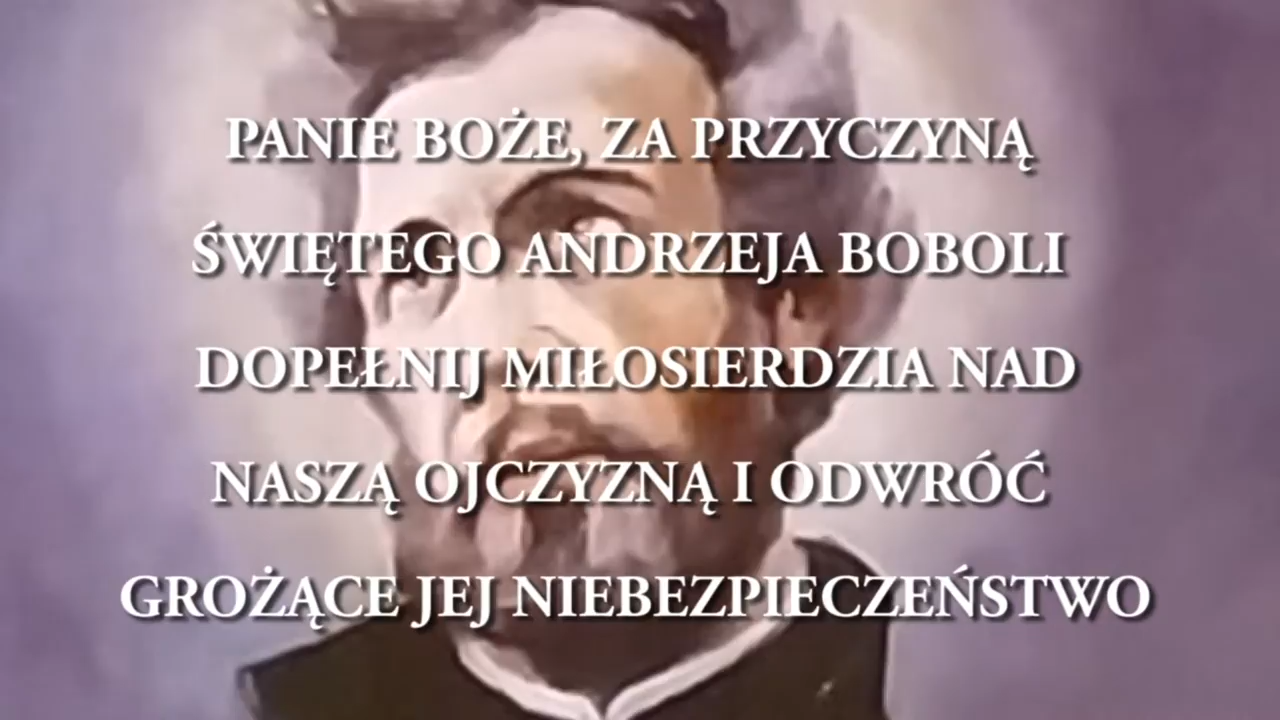 PANIE BOŻE, ZA PRZYCZYNĄ
ŚWIĘTEGO ANDRZEJA BOBOLI
DOPEŁNIJ MIŁOSIERDZIA NAD
NASZĄ OJCZYZNĄ I ODWRÓĆ
GROŻĄCE JEJ NIEBEZPIECZEŃSTWO